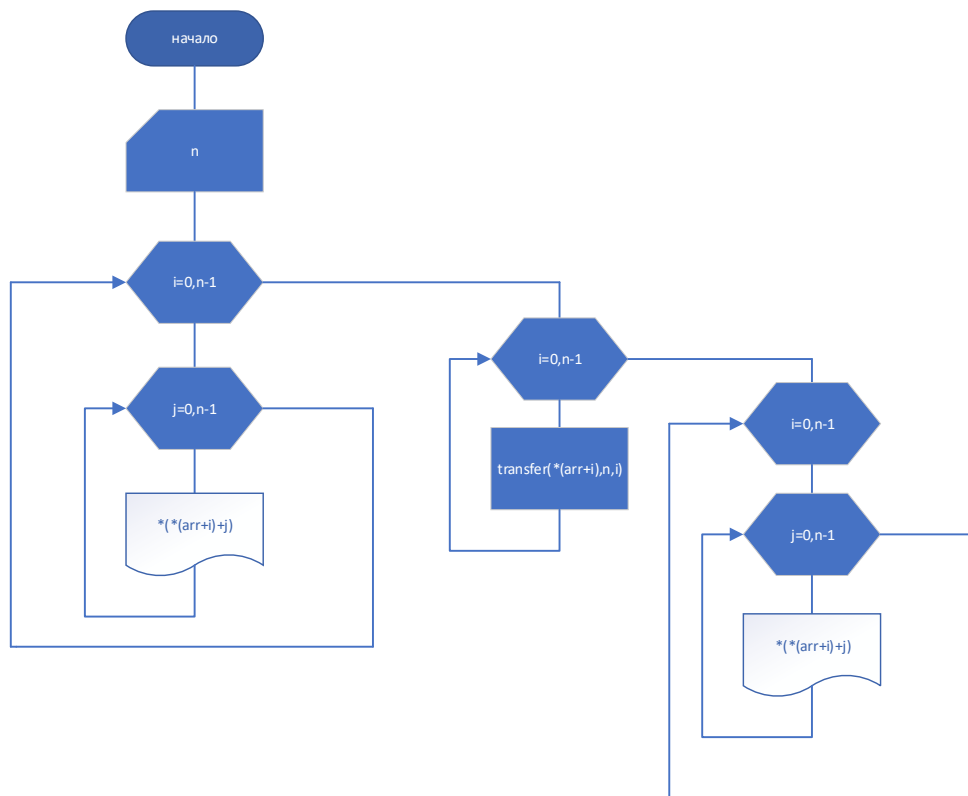 начало
n
i=0,n-1
j=0,n-1
*(*(arr+i)+j)
i=0,n-1
transfer(*(arr+i),n,i)
i=0,n-1
j=0,n-1
*(*(arr+i)+j)